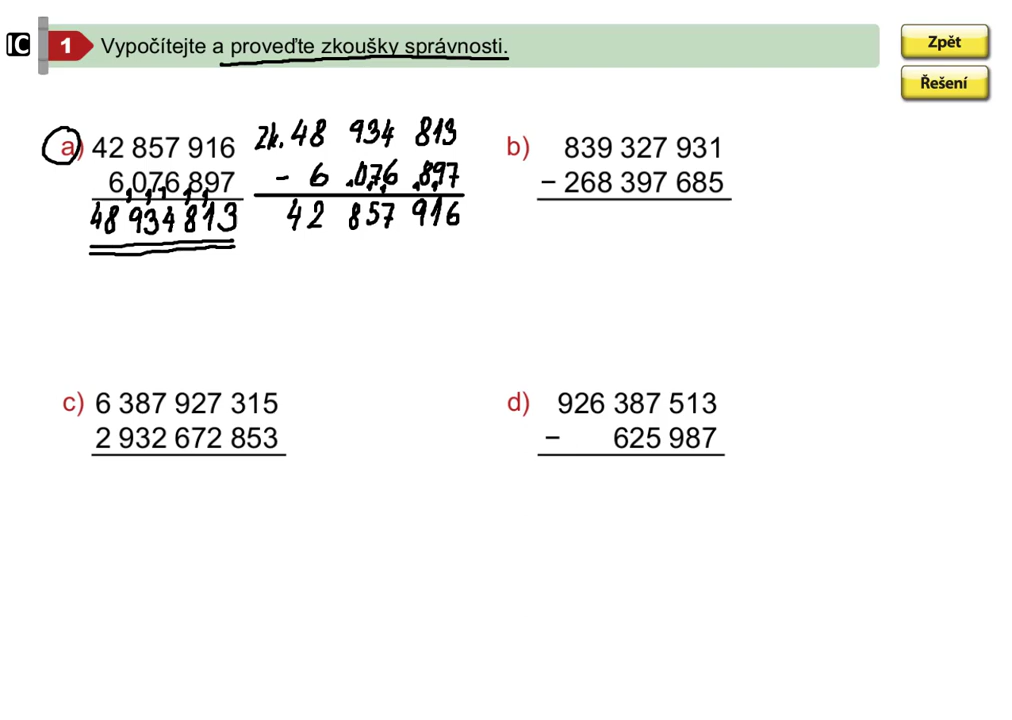 IC 1 Vypočítejte a proveďte zkoušky správnosti.
Zpět
Řešení
a) 42 857 916
6 076 897
48 934 813
Zk. 48 934 813
- 6 076 897
42 857 916
b) 839 327 931
− 268 397 685
c) 6 387 927 315
2 932 672 853
d) 926 387 513
− 625 987